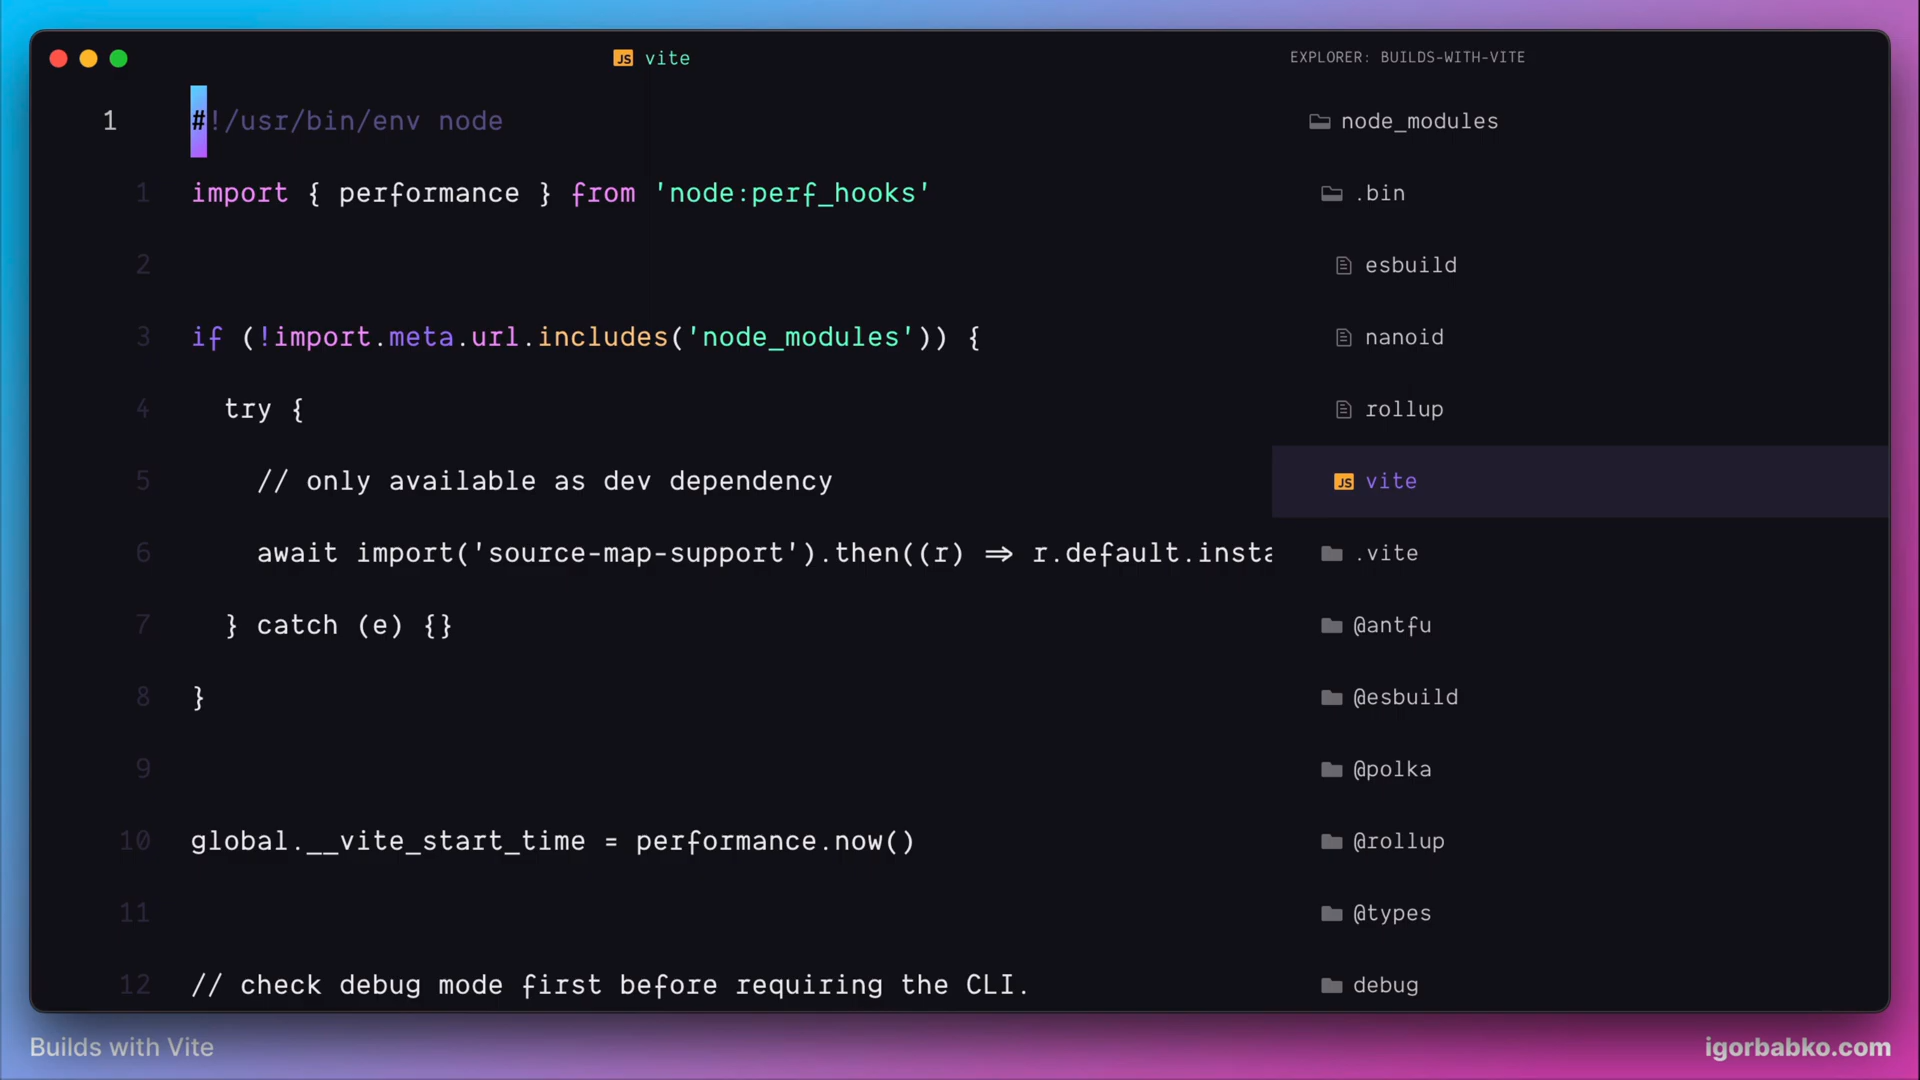 JS vite
EXPLORER: BUILDS-WITH-VITE
1 #!/usr/bin/env node
1 import { performance } from 'node:perf_hooks'
2
3 if (!import.meta.url.includes('node_modules')) {
4 try {
5 // only available as dev dependency
6 await import('source-map-support').then((r) => r.default.insta
7 } catch (e) {}
8 }
9
10 global.__vite_start_time = performance.now()
11
12 // check debug mode first before requiring the CLI.
node_modules
.bin
esbuild
nanoid
rollup
JS vite
.vite
@antfu
@esbuild
@polka
@rollup
@types
debug
Builds with Vite
igorbabko.com